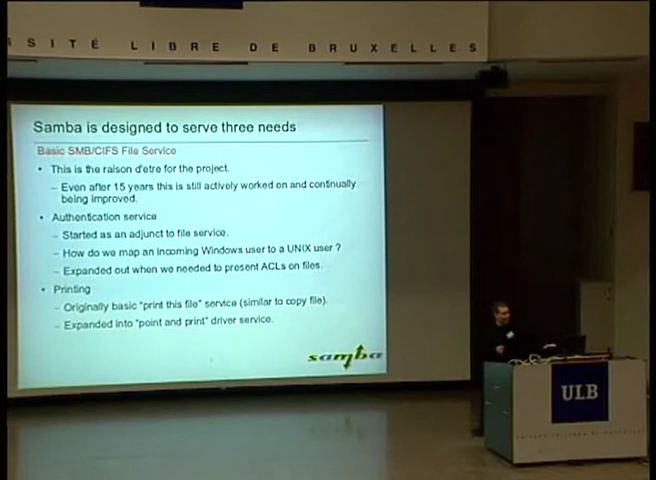 SITÉ LIBRE DE BRUXELLES
Samba is designed to serve three needs
Basic SMB/CIFS File Service
• This is the raison d'etre for the project.
– Even after 15 years this is still actively worked on and continually
being improved.
• Authentication service
– Started as an adjunct to file service.
– How do we map an incoming Windows user to a UNIX user ?
– Expanded out when we needed to present ACLs on files.
• Printing
– Originally basic "print this file" service (similar to copy file).
– Expanded into "point and print" driver service.
samba
ULB